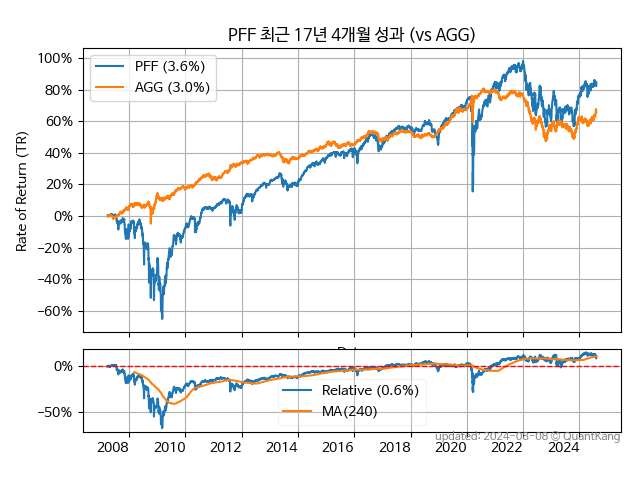 PFF 최근 17년 4개월 성과 (vs AGG)
Rate of Return (TR)
100%
80%
60%
40%
20%
0%
−20%
−40%
−60%
PFF (3.6%)
AGG (3.0%)
0%
−50%
Relative (0.6%)
MA(240)
2008 2010 2012 2014 2016 2018 2020 2022 2024
updated: 2024-08-08 © QuantKang